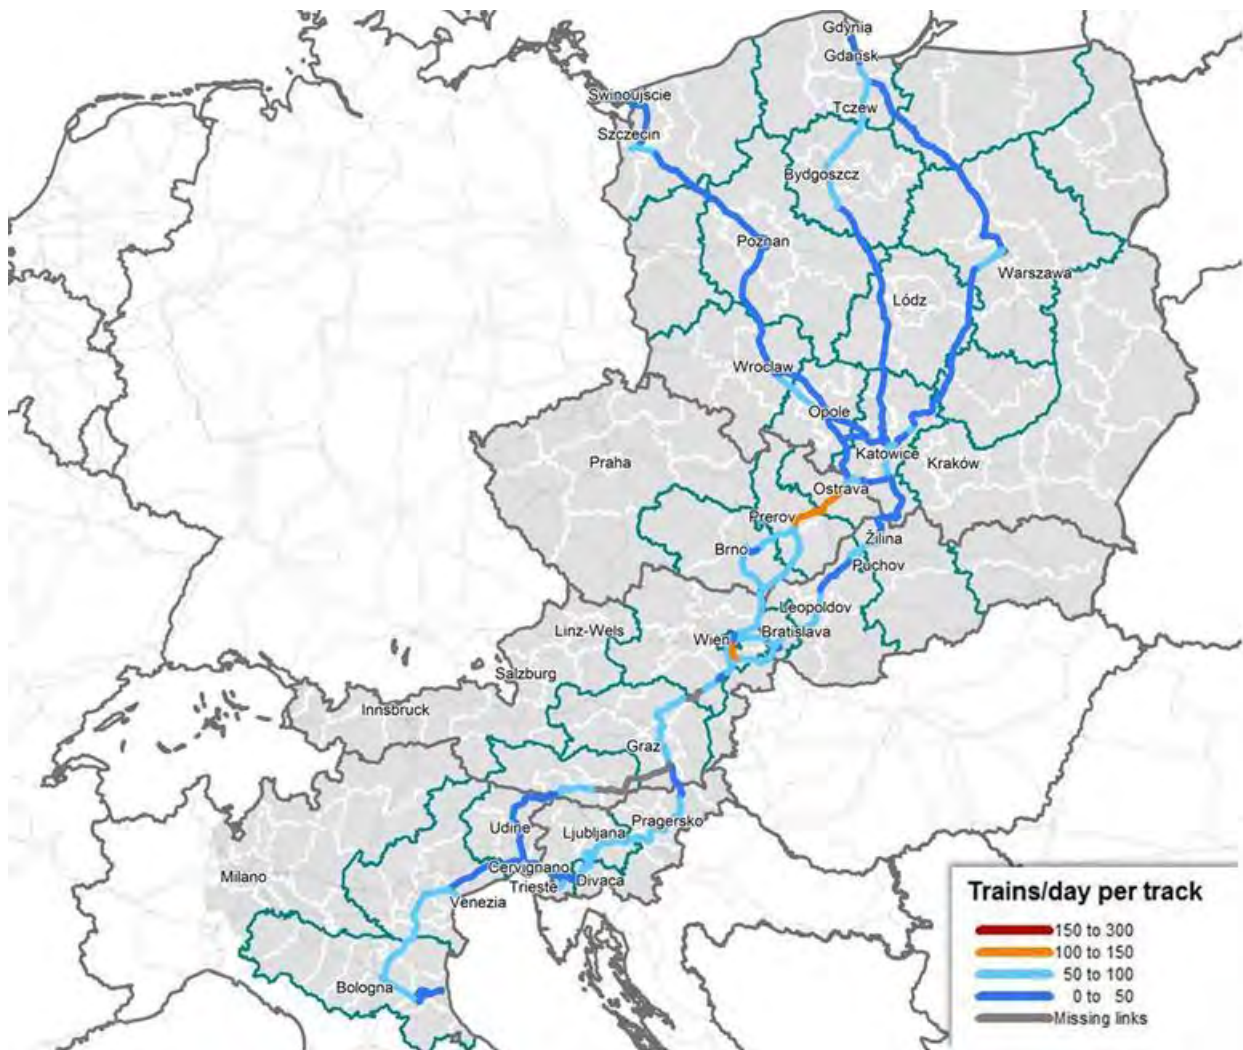 Gdynia
Gdańsk
Świnoujście
Tczew
Szczecin
Bydgoszcz
Poznan
Warszawa
Lódz
Wroclaw
Opole
Katowice
Kraków
Praha
Ostrava
Prerov
Žilina
Brno
Púchov
Leopoldov
Linz-Wels
Wien
Bratislava
Salzburg
Innsbruck
Graz
Pragersko
Udine
Ljubljana
Cervignano
Milano
Trieste
Divaca
Venezia
Bologna
Trains/day per track
150 to 300
100 to 150
50 to 100
0 to 50
Missing links